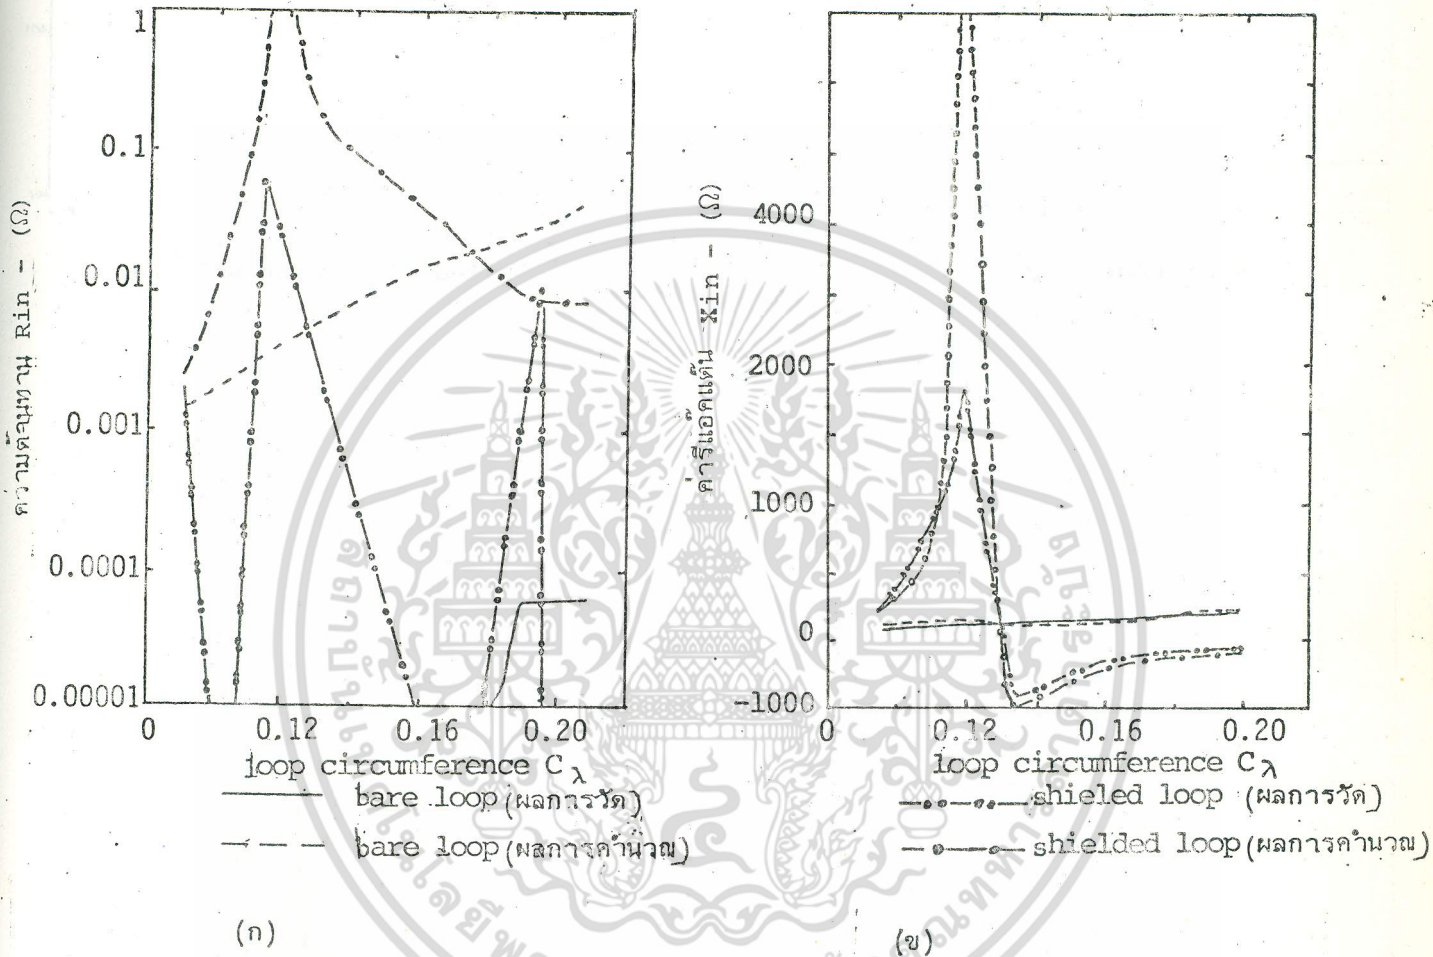 1
0.1
0.01
0.001
0.0001
0.00001
ความต้านทาน Rin - (Ω)
0 0.12 0.16 0.20
loop circumference C λ
4000
2000
1000
0
-1000
ค่ารีแอคแต้น Xin - (Ω)
0 0.12 0.16 0.20
loop circumference C λ
bare loop (ผลการวัด)
bare loop (ผลการคำนวณ)
shieled loop (ผลการวัด)
shielded loop (ผลการคำนวณ)
(ก)
(ข)